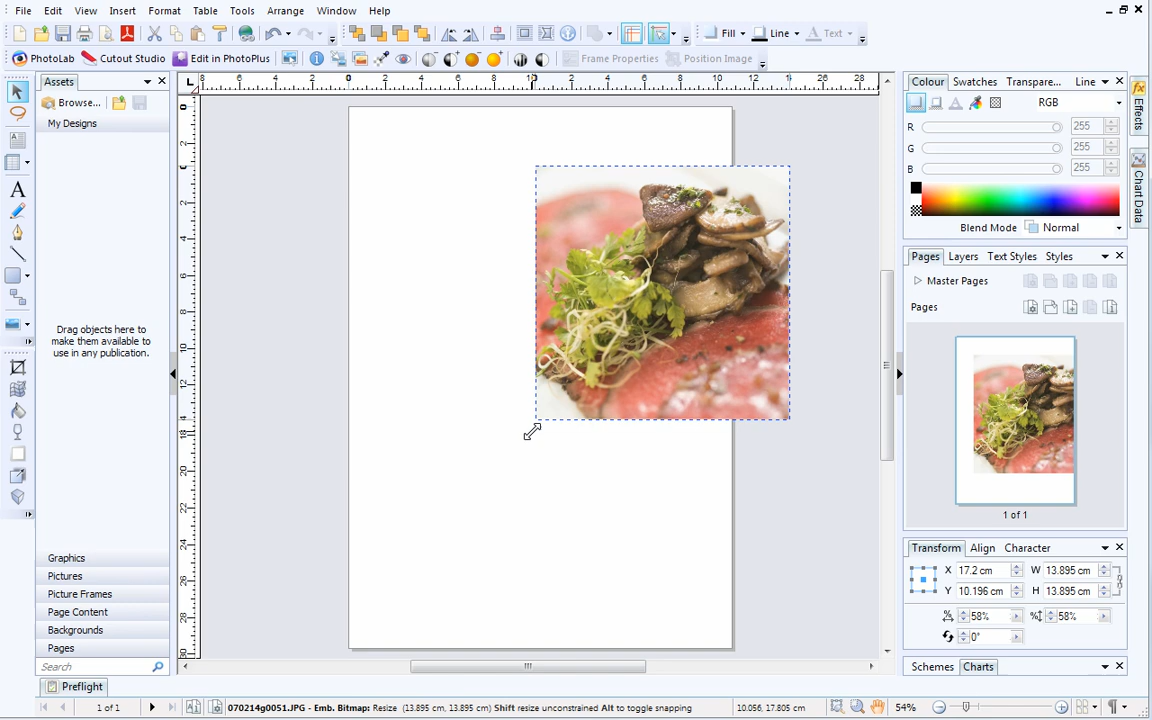 File Edit View Insert Format Table Tools Arrange Window Help
Fill Line Text
PhotoLab Cutout Studio Edit in PhotoPlus Frame Properties Position Image
Assets
Browse...
My Designs
Drag objects here to
make them available to
use in any publication.
Graphics
Pictures
Picture Frames
Page Content
Backgrounds
Pages
Search
Colour Swatches Transpare... Line
RGB
R 255
G 255
B 255
Blend Mode Normal
Effects
Chart Data
Pages Layers Text Styles Styles
Master Pages
Pages
1 of 1
Transform Align Character
X 17.2 cm W 13.895 cm
Y 10.196 cm H 13.895 cm
58% 58%
0°
Schemes Charts
Preflight
1 of 1 070214g0051.JPG - Emb. Bitmap: Resize (13.895 cm, 13.895 cm) Shift resize unconstrained Alt to toggle snapping 10.056, 17.805 cm 54%